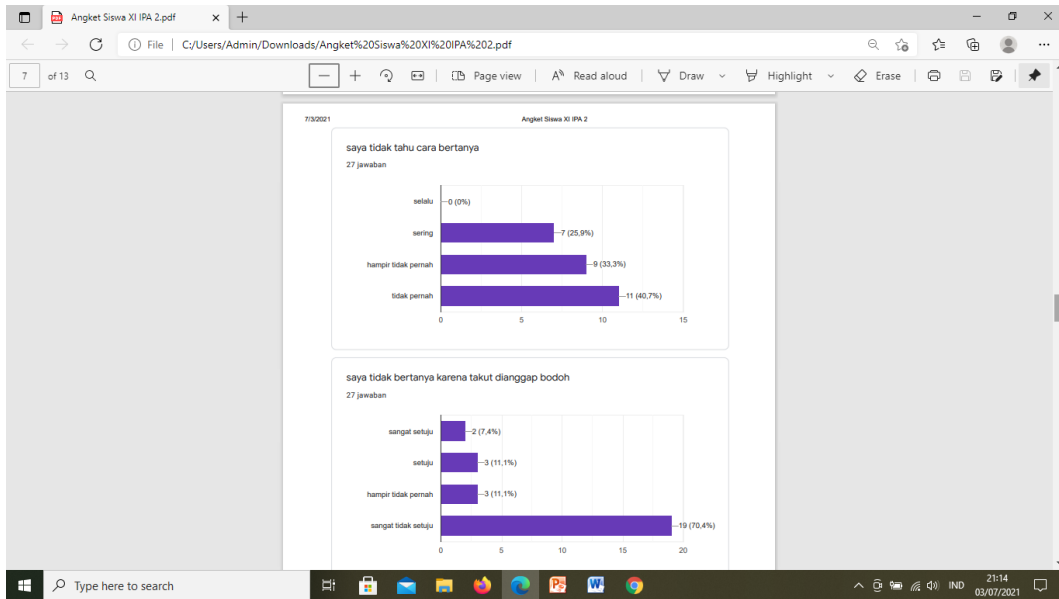 Angket Siswa XI IPA 2.pdf
File | C:/Users/Admin/Downloads/Angket%20Siswa%20XI%20IPA%202.pdf
7 of 13 Page view Read aloud Draw Highlight Erase
7/3/2021 Angket Siswa XI IPA 2
saya tidak tahu cara bertanya
27 jawaban
selalu 0 (0%)
sering 7 (25,9%)
hampir tidak pernah 9 (33,3%)
tidak pernah 11 (40,7%)
0 5 10 15
saya tidak bertanya karena takut dianggap bodoh
27 jawaban
sangat setuju 2 (7,4%)
setuju 3 (11,1%)
hampir tidak pernah 3 (11,1%)
sangat tidak setuju 19 (70,4%)
0 5 10 15 20
Type here to search IND 21:14
03/07/2021